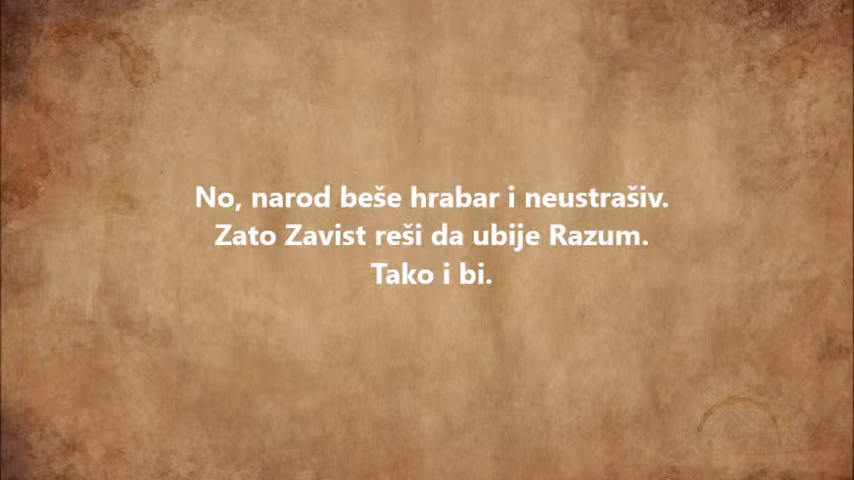 No, narod beše hrabar i neustrašiv.
Zato Zavist reši da ubije Razum.
Tako i bi.